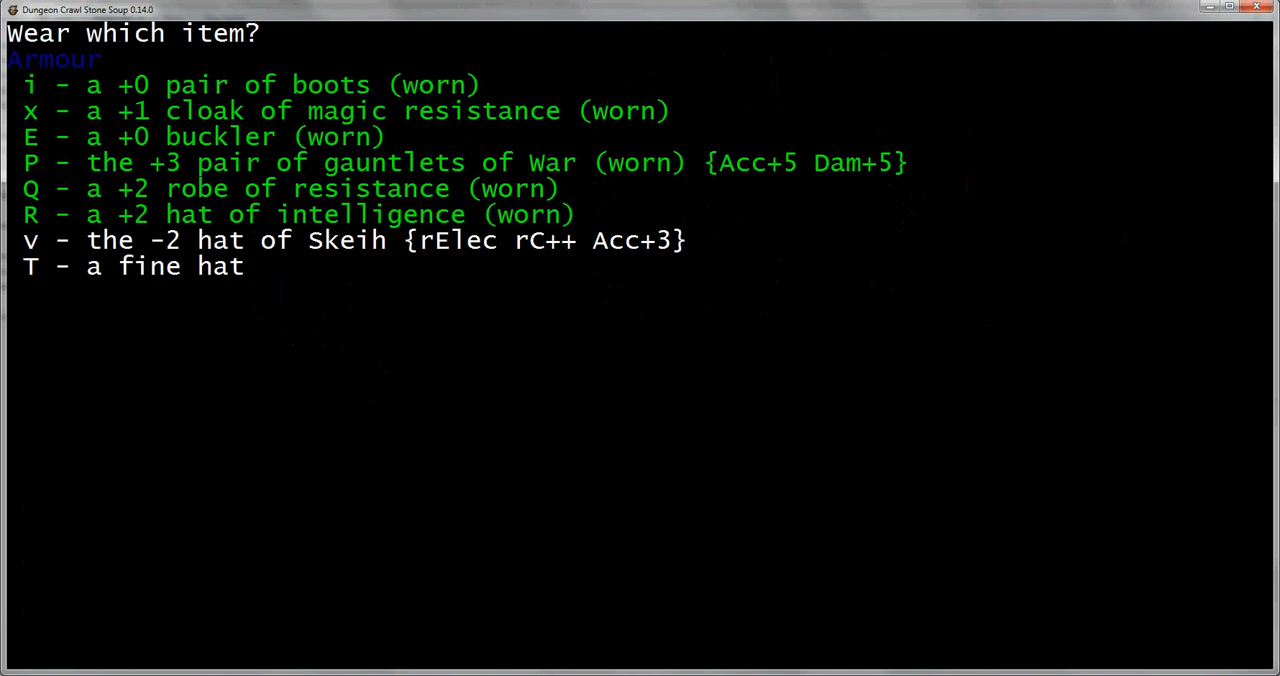 Dungeon Crawl Stone Soup 0.14.0
Wear which item?
Armour
i - a +0 pair of boots (worn)
x - a +1 cloak of magic resistance (worn)
E - a +0 buckler (worn)
P - the +3 pair of gauntlets of War (worn) {Acc+5 Dam+5}
Q - a +2 robe of resistance (worn)
R - a +2 hat of intelligence (worn)
v - the -2 hat of Skeih {rElec rC++ Acc+3}
T - a fine hat